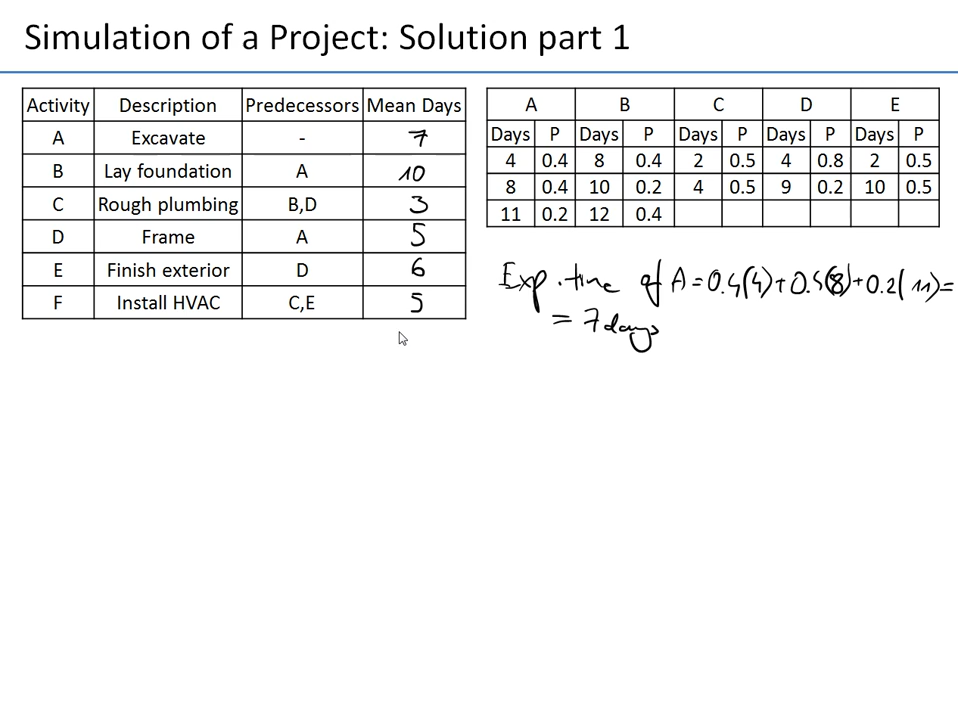 Simulation of a Project: Solution part 1
Activity Description Predecessors Mean Days
A Excavate - 7
B Lay foundation A 10
C Rough plumbing B,D 3
D Frame A 5
E Finish exterior D 6
F Install HVAC C,E 5
A B C D E
Days P Days P Days P Days P Days P
4 0.4 8 0.4 2 0.5 4 0.8 2 0.5
8 0.4 10 0.2 4 0.5 9 0.2 10 0.5
11 0.2 12 0.4
Exp. time of A = 0.4(4)+0.4(8)+0.2(11)=
= 7 days